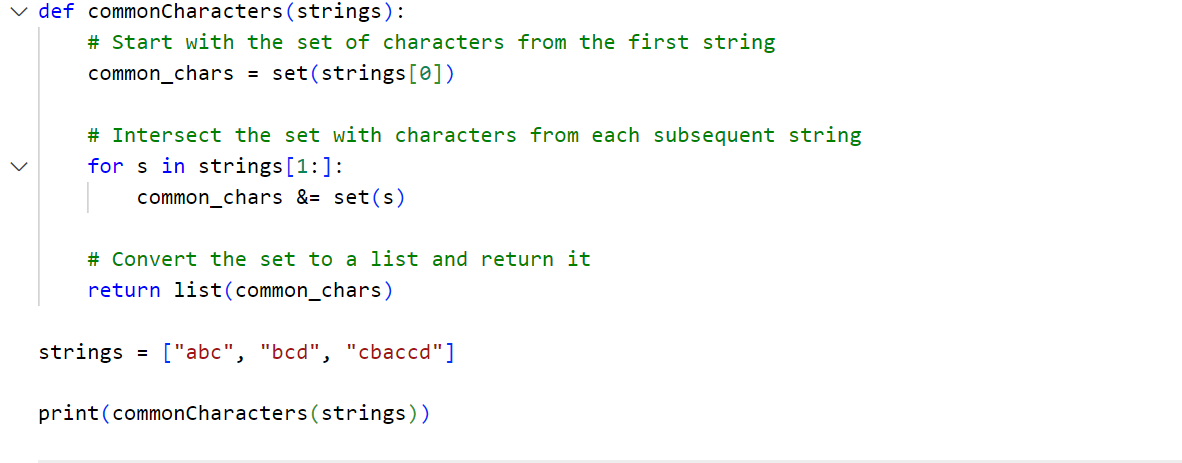 def commonCharacters(strings):
    # Start with the set of characters from the first string
    common_chars = set(strings[0])
    # Intersect the set with characters from each subsequent string
    for s in strings[1:]:
        common_chars &= set(s)
    # Convert the set to a list and return it
    return list(common_chars)
strings = ["abc", "bcd", "cbaccd"]
print(commonCharacters(strings))